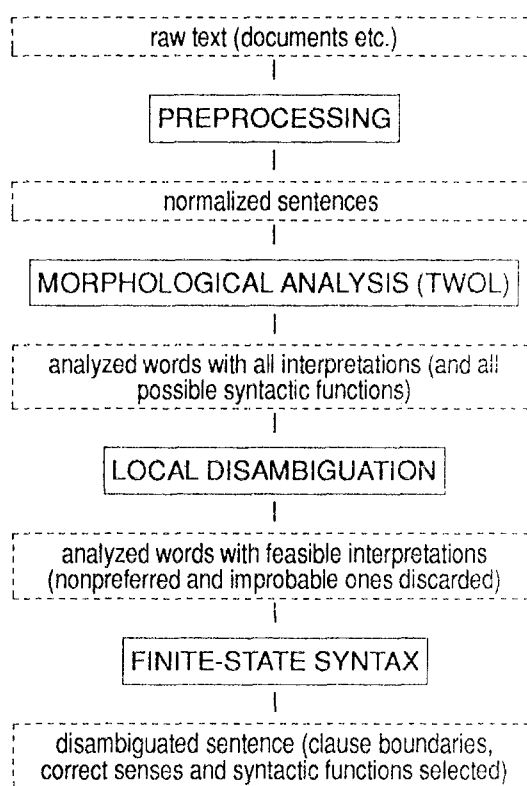 raw text (documents etc.)
PREPROCESSING
normalized sentences
MORPHOLOGICAL ANALYSIS (TWOL)
analyzed words with all interpretations (and all
possible syntactic functions)
LOCAL DISAMBIGUATION
analyzed words with feasible interpretations
(nonpreferred and improbable ones discarded)
FINITE-STATE SYNTAX
disambiguated sentence (clause boundaries,
correct senses and syntactic functions selected)